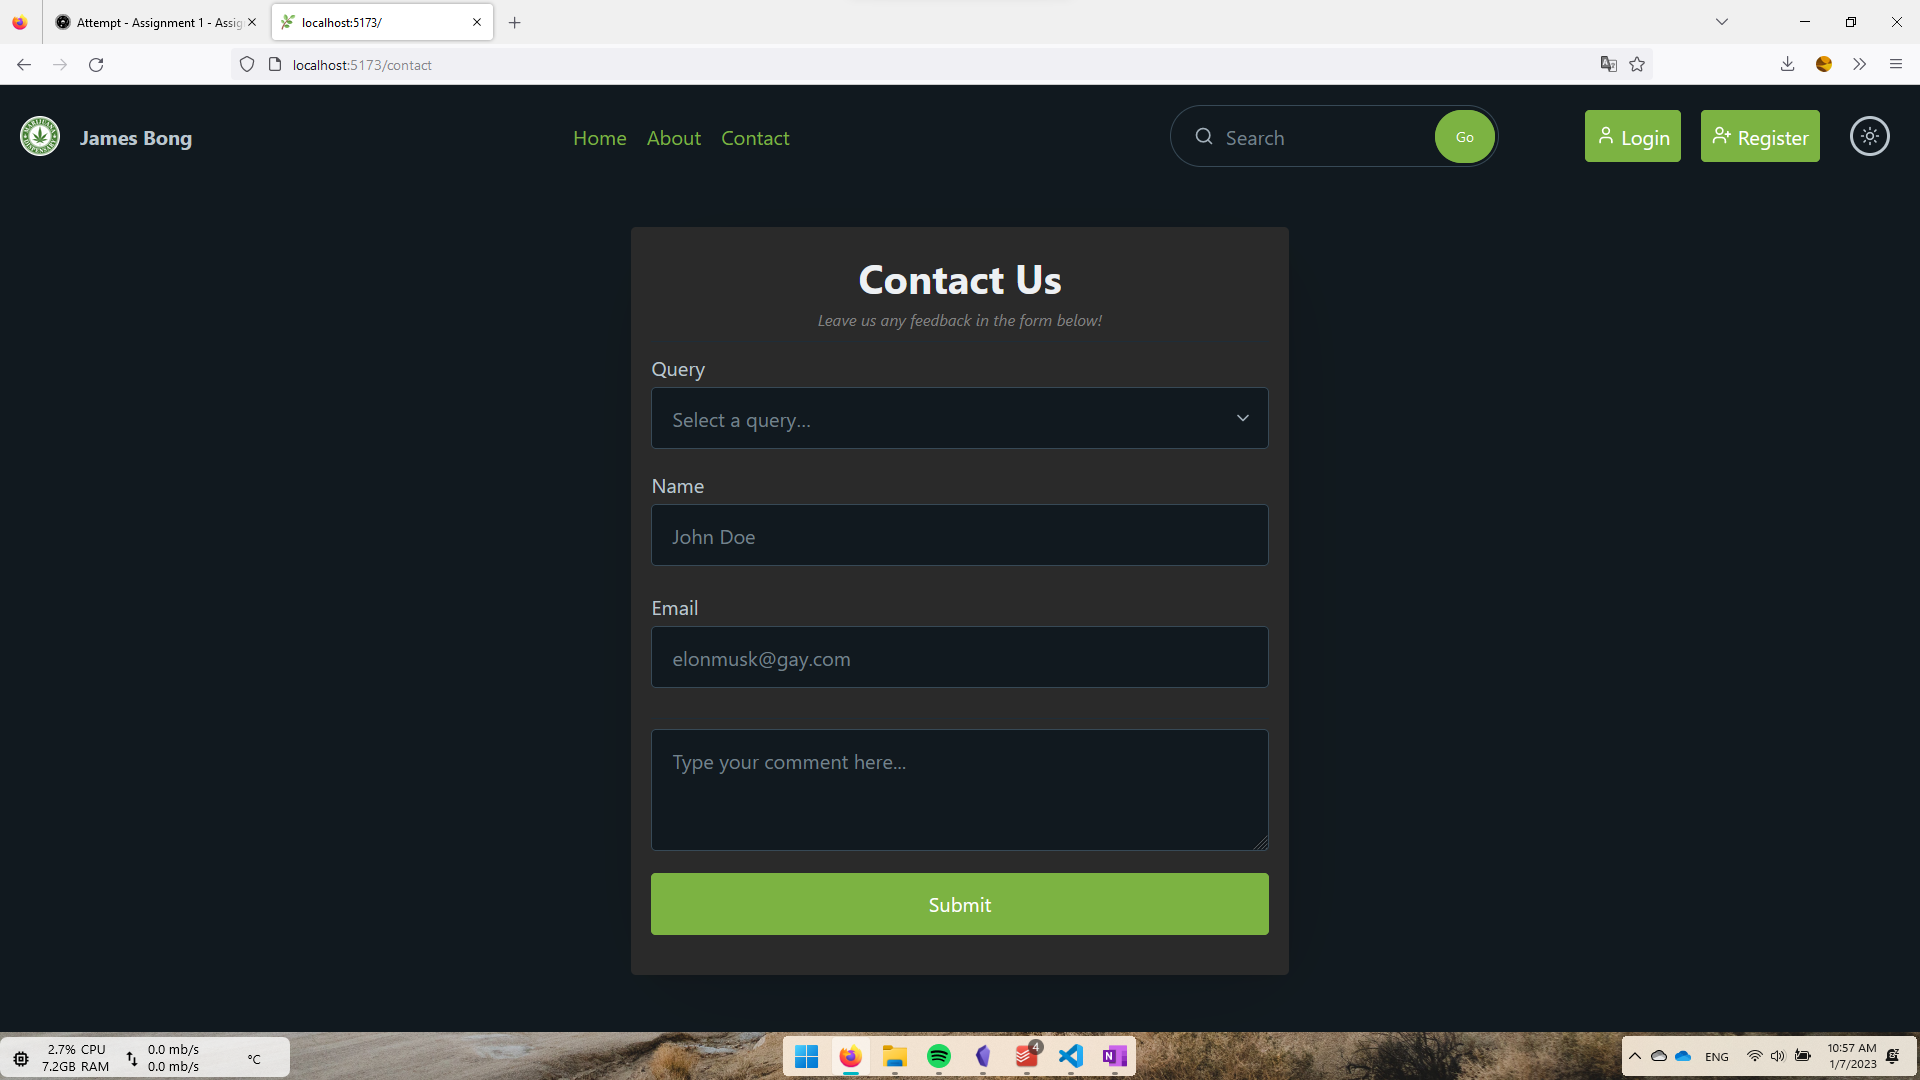 Attempt - Assignment 1 - Assig
localhost:5173/
localhost:5173/contact
James Bong
Home
About
Contact
Search
Go
Login
Register
Contact Us
Leave us any feedback in the form below!
Query
Select a query...
Name
John Doe
Email
elonmusk@gay.com
Type your comment here...
Submit
2.7% CPU
7.2GB RAM
0.0 mb/s
0.0 mb/s
°C
4
ENG
10:57 AM
1/7/2023